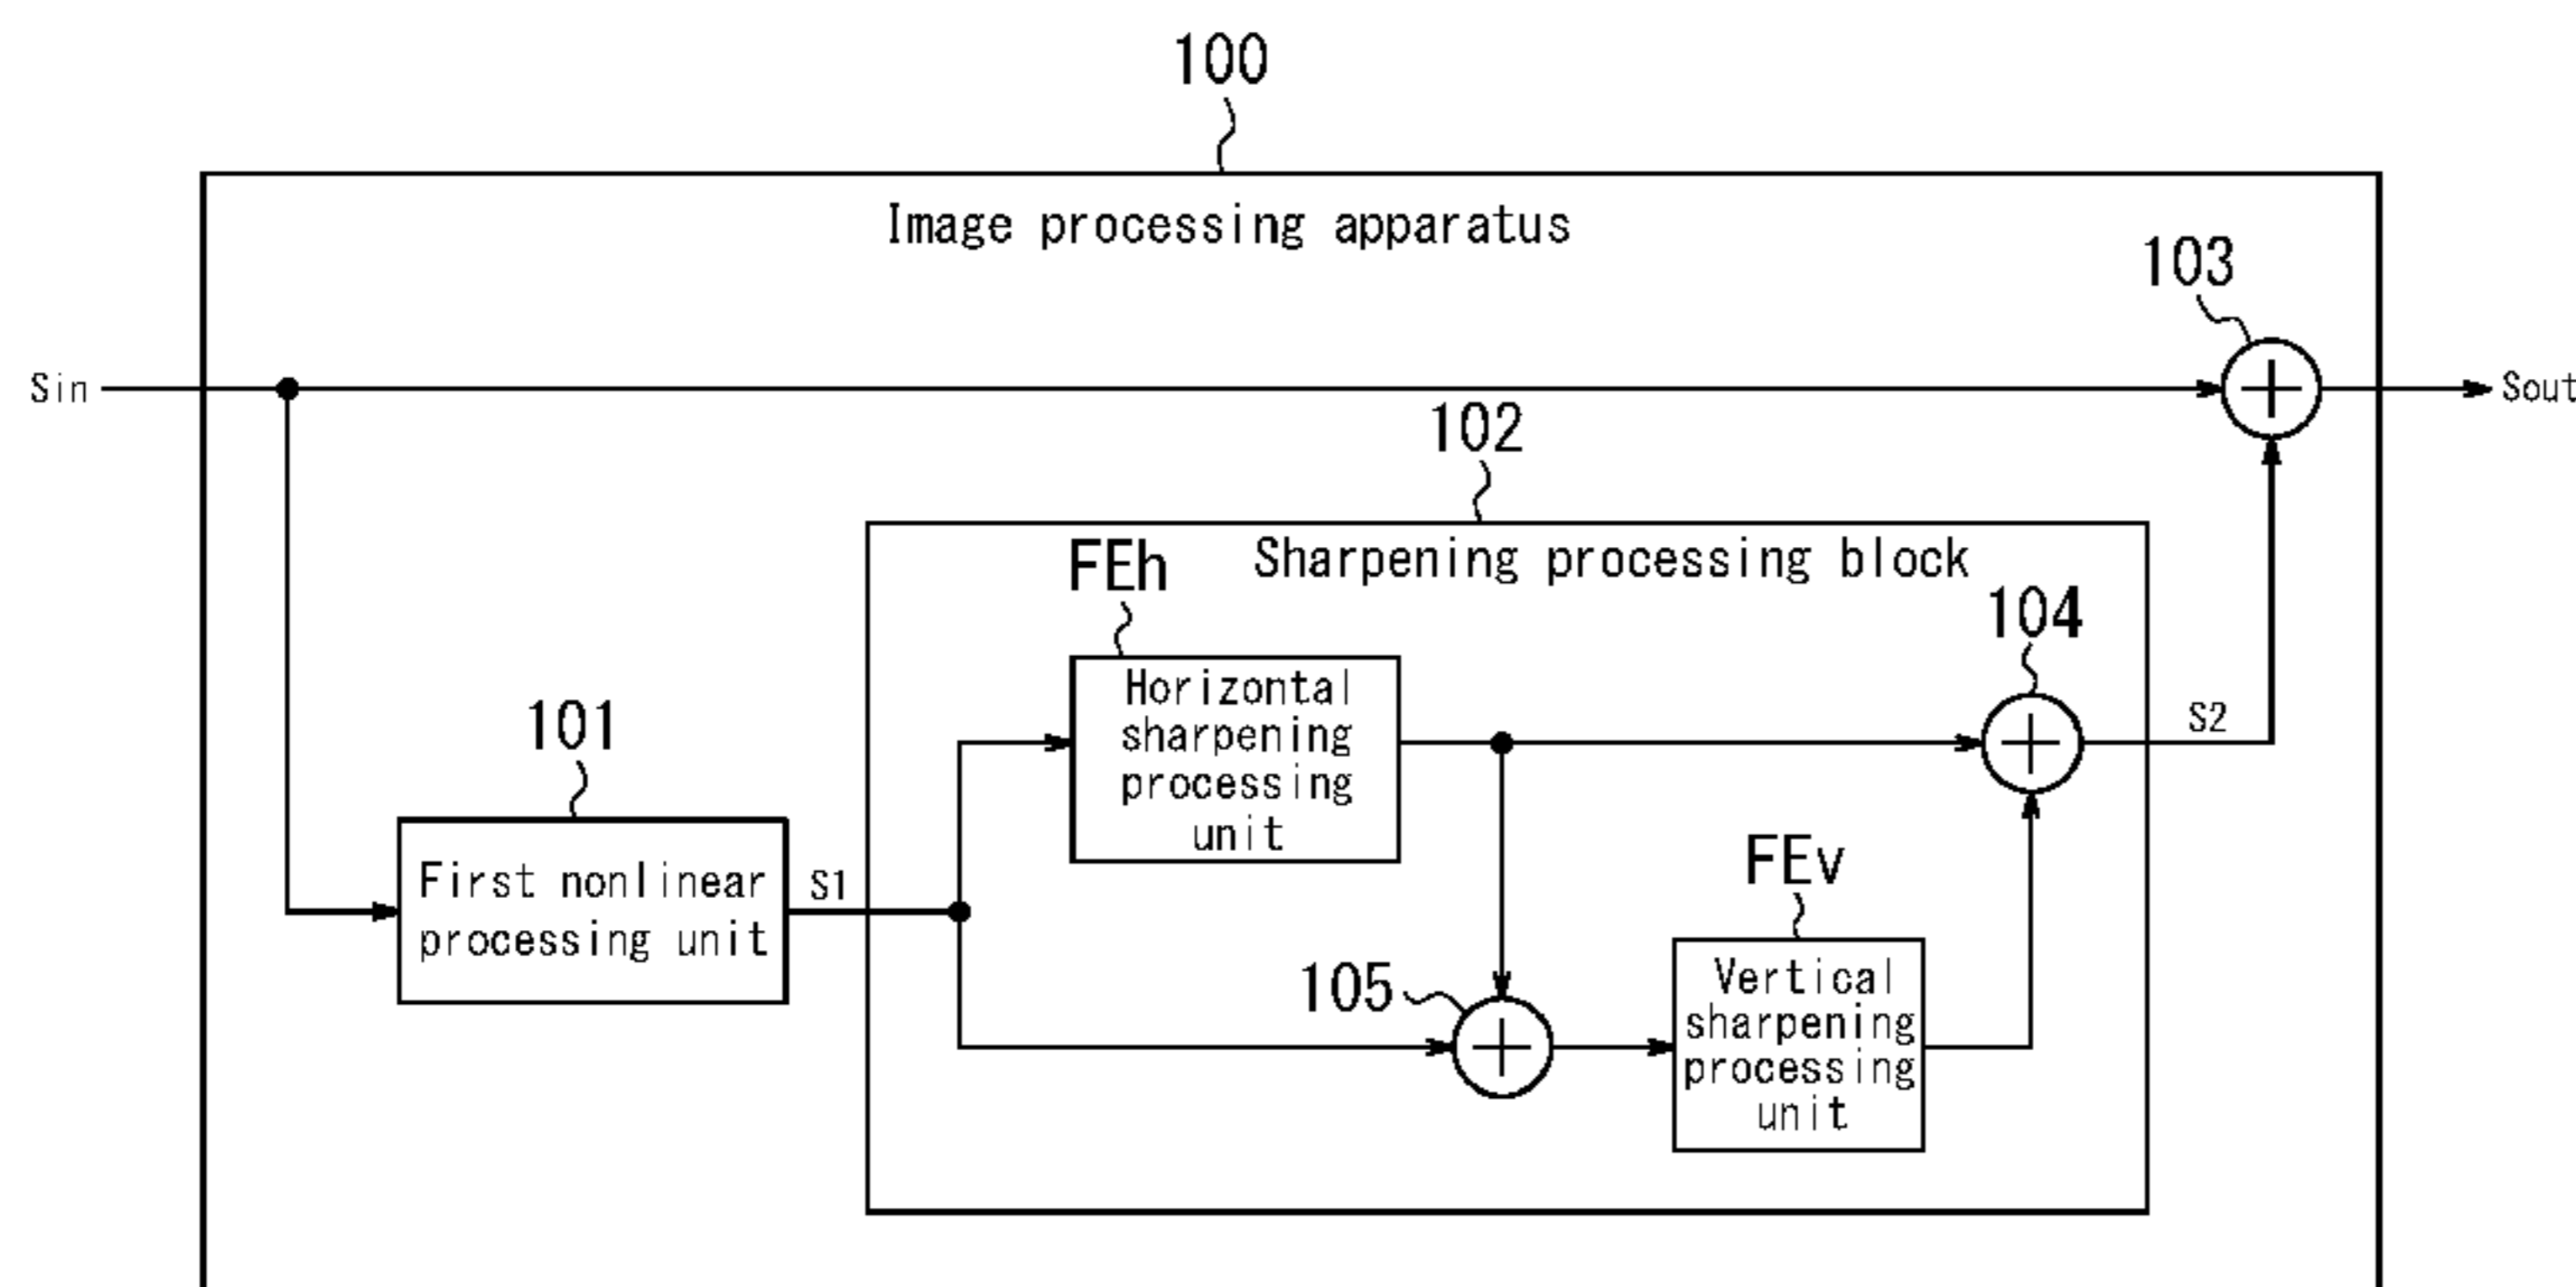 100
Image processing apparatus
103
Sin
Sout
102
FEh
Sharpening processing block
104
Horizontal
sharpening
processing
unit
S2
101
First nonlinear
processing unit
S1
FEv
105
Vertical
sharpening
processing
unit